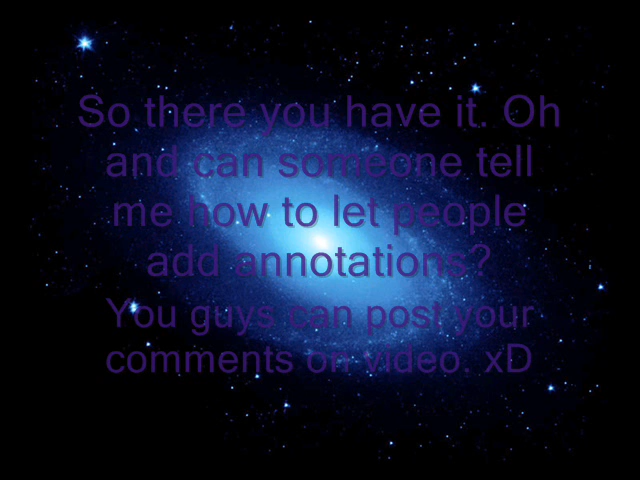 So there you have it. Oh
and can someone tell
me how to let people
add annotations?
You guys can post your
comments on video. xD